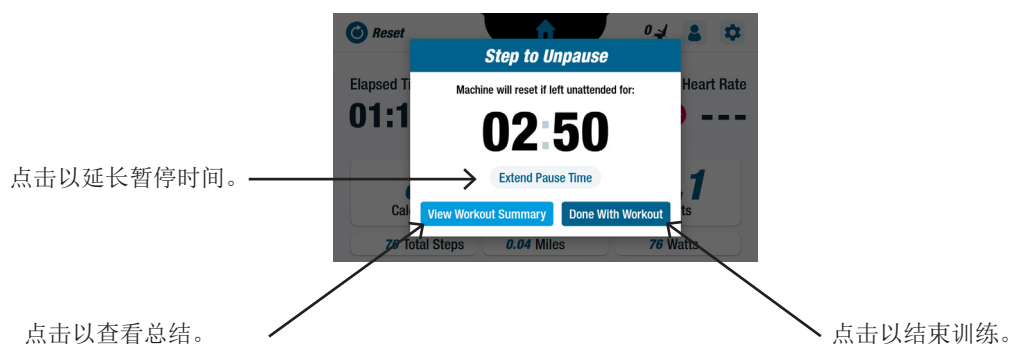 Reset
0
Step to Unpause
Elapsed Ti
Heart Rate
Machine will reset if left unattended for:
01:1
02:50
---
点击以延长暂停时间。
Extend Pause Time
1
Cal
ts
View Workout Summary
Done With Workout
Total Steps
0.04 Miles
76 Watts
点击以查看总结。
点击以结束训练。